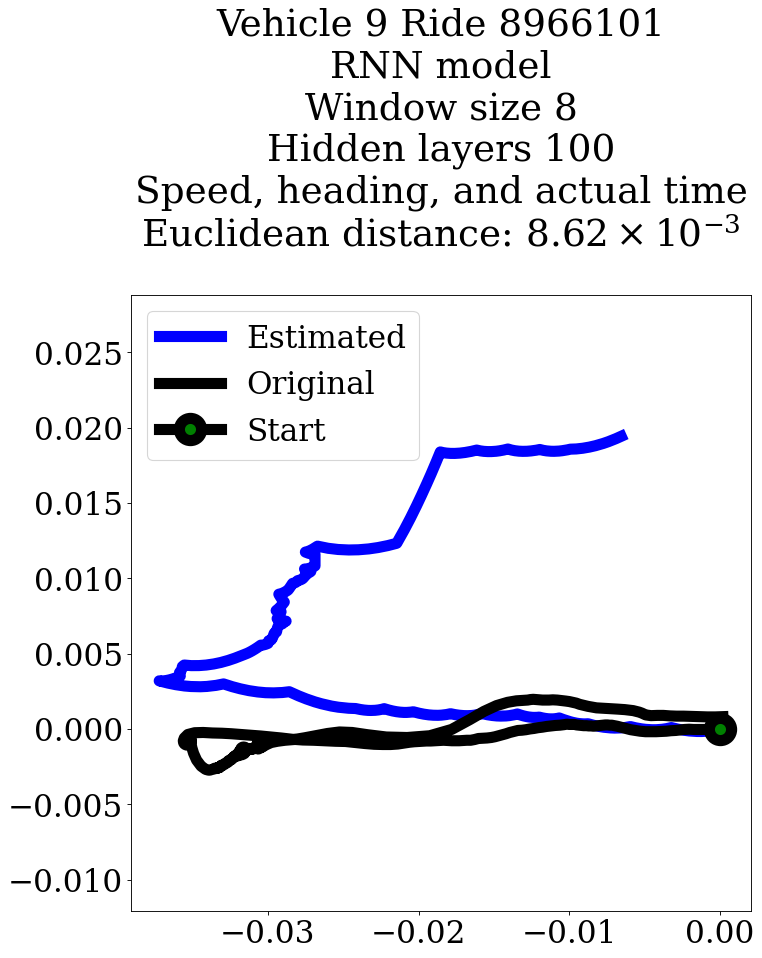 Vehicle 9 Ride 8966101
RNN model
Window size 8
Hidden layers 100
Speed, heading, and actual time
Euclidean distance: 8.62 × 10⁻³
Estimated
Original
Start
0.025
0.020
0.015
0.010
0.005
0.000
−0.005
−0.010
−0.03 −0.02 −0.01 0.00